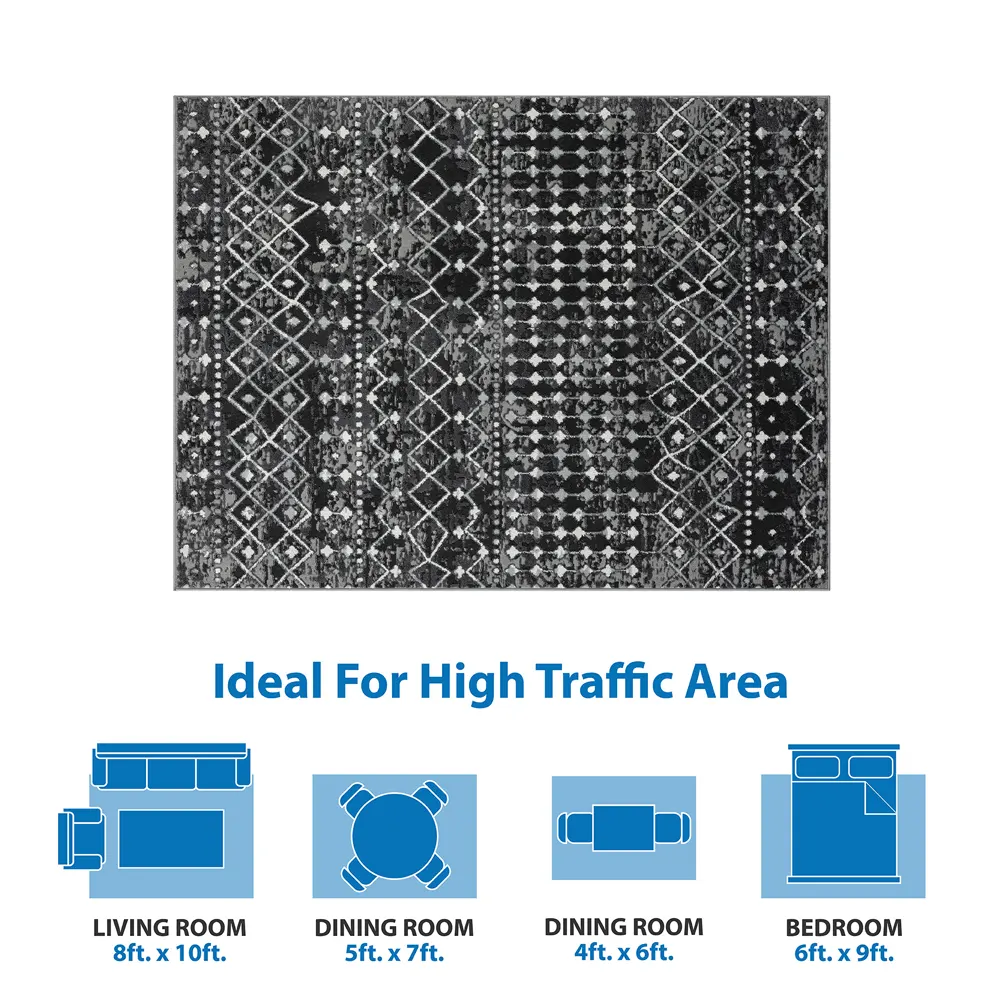 Ideal For High Traffic Area
LIVING ROOM
8ft. x 10ft.
DINING ROOM
5ft. x 7ft.
DINING ROOM
4ft. x 6ft.
BEDROOM
6ft. x 9ft.